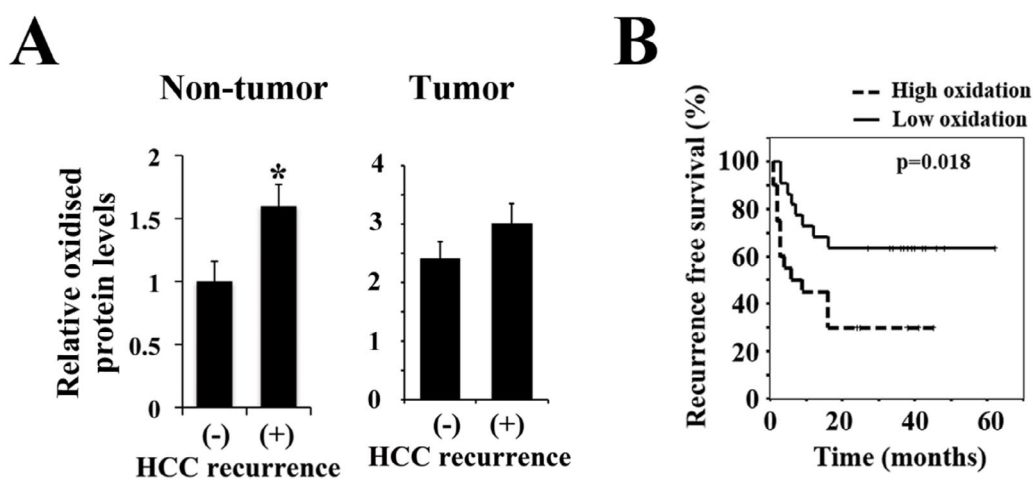 A
Non-tumor
Tumor
Relative oxidised
protein levels
2
1.5
1
0.5
0
*
(-) (+)
HCC recurrence
4
3
2
1
0
(-) (+)
HCC recurrence
B
High oxidation
Low oxidation
p=0.018
Recurrence free survival (%)
100
80
60
40
20
0
0 20 40 60
Time (months)